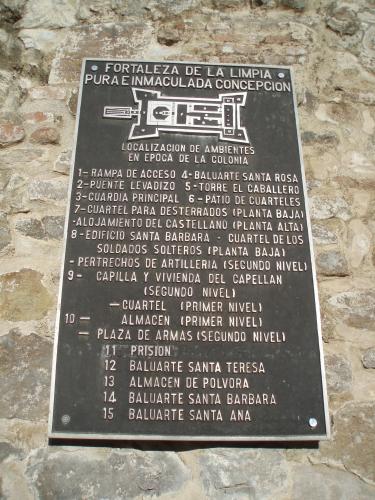 FORTALEZA DE LA LIMPIA
PURA E INMACULADA CONCEPCION
LOCALIZACION DE AMBIENTES
EN EPOCA DE LA COLONIA
1-RAMPA DE ACCESO 4-BALUARTE SANTA ROSA
2-PUENTE LEVADIZO 5-TORRE EL CABALLERO
3-GUARDIA PRINCIPAL 6-PATIO DE CUARTELES
7-CUARTEL PARA DESTERRADOS (PLANTA BAJA)
-ALOJAMIENTO DEL CASTELLANO (PLANTA ALTA)
8-EDIFICIO SANTA BARBARA - CUARTEL DE LOS
SOLDADOS SOLTEROS (PLANTA BAJA)
-PERTRECHOS DE ARTILLERIA (SEGUNDO NIVEL)
9- CAPILLA Y VIVIENDA DEL CAPELLAN
(SEGUNDO NIVEL)
-CUARTEL (PRIMER NIVEL)
10- ALMACEN (PRIMER NIVEL)
- PLAZA DE ARMAS (SEGUNDO NIVEL)
11 PRISION
12 BALUARTE SANTA TERESA
13 ALMACEN DE POLVORA
14 BALUARTE SANTA BARBARA
15 BALUARTE SANTA ANA